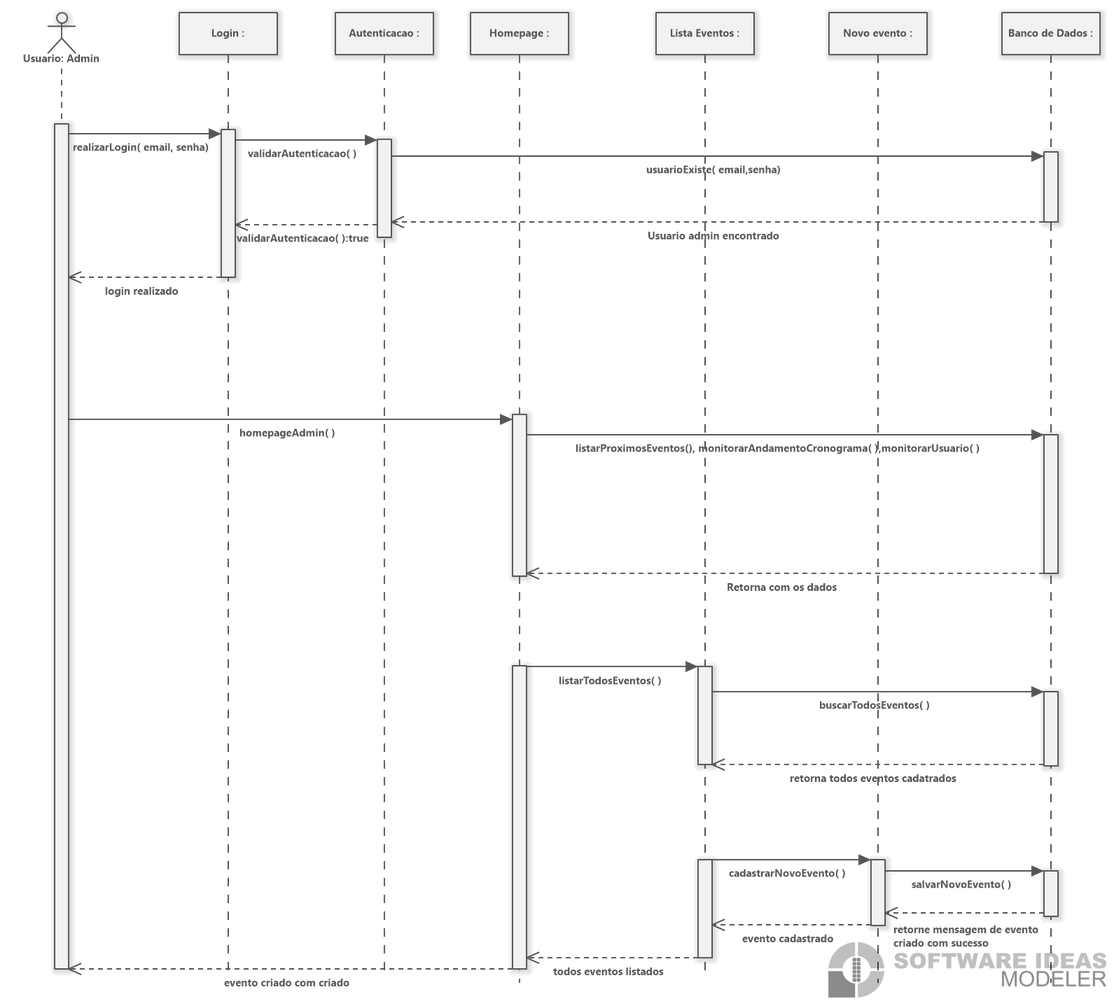 Usuario: Admin
Login :
Autenticacao :
Homepage :
Lista Eventos :
Novo evento :
Banco de Dados :
realizarLogin( email, senha)
validarAutenticacao( )
usuarioExiste( email,senha)
validarAutenticacao( ):true
Usuario admin encontrado
login realizado
homepageAdmin( )
listarProximosEventos(), monitorarAndamentoCronograma( ),monitorarUsuario( )
Retorna com os dados
listarTodosEventos( )
buscarTodosEventos( )
retorna todos eventos cadatrados
cadastrarNovoEvento( )
salvarNovoEvento( )
retorne mensagem de evento
criado com sucesso
evento cadastrado
todos eventos listados
evento criado com criado
SOFTWARE IDEAS
MODELER